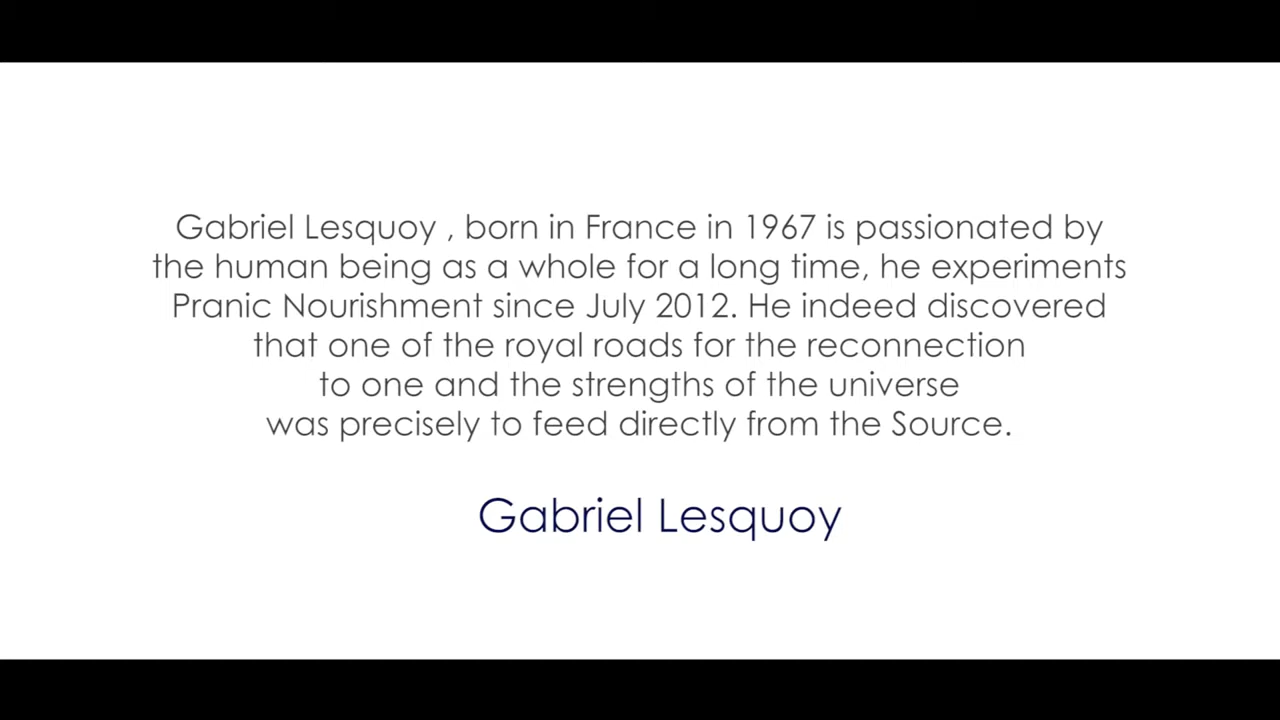 Gabriel Lesquoy , born in France in 1967 is passionated by
the human being as a whole for a long time, he experiments
Pranic Nourishment since July 2012. He indeed discovered
that one of the royal roads for the reconnection
to one and the strengths of the universe
was precisely to feed directly from the Source.
Gabriel Lesquoy